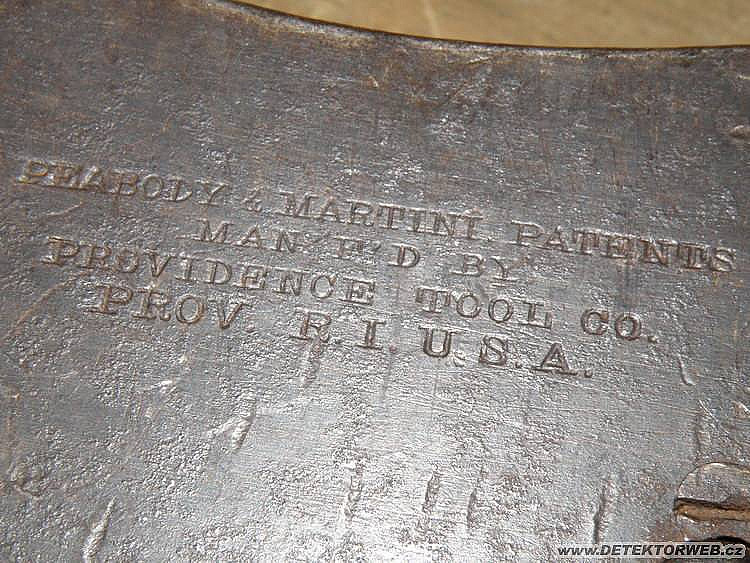 PEABODY & MARTINI. PATENTS
MAN'F'D BY
PROVIDENCE TOOL CO.
PROV. R.I. U.S.A.
www.DETEKTORWEB.cz